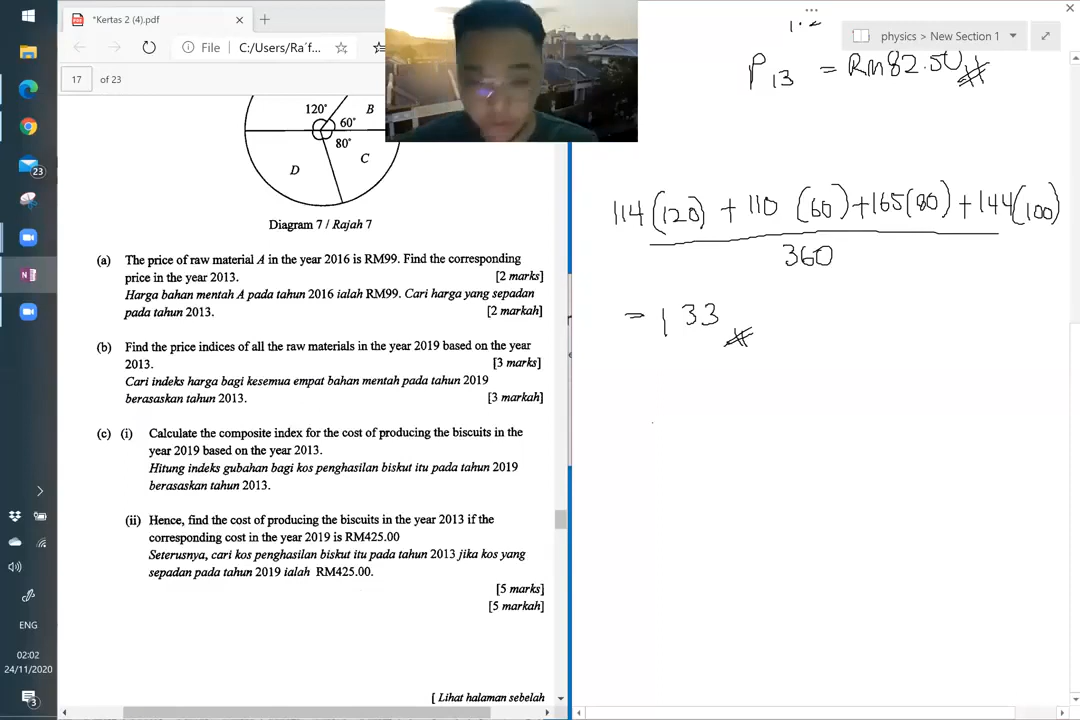 *Kertas 2 (4).pdf
File C:/Users/Ra´f...
17 of 23
physics > New Section 1
P13 = RM82.50
120°
B
60°
80°
C
D
Diagram 7 / Rajah 7
(a) The price of raw material A in the year 2016 is RM99. Find the corresponding
price in the year 2013. [2 marks]
Harga bahan mentah A pada tahun 2016 ialah RM99. Cari harga yang sepadan
pada tahun 2013. [2 markah]
(b) Find the price indices of all the raw materials in the year 2019 based on the year
2013. [3 marks]
Cari indeks harga bagi kesemua empat bahan mentah pada tahun 2019
berasaskan tahun 2013. [3 markah]
(c) (i) Calculate the composite index for the cost of producing the biscuits in the
year 2019 based on the year 2013.
Hitung indeks gubahan bagi kos penghasilan biskut itu pada tahun 2019
berasaskan tahun 2013.
(ii) Hence, find the cost of producing the biscuits in the year 2013 if the
corresponding cost in the year 2019 is RM425.00
Seterusnya, cari kos penghasilan biskut itu pada tahun 2013 jika kos yang
sepadan pada tahun 2019 ialah RM425.00.
[5 marks]
[5 markah]
[ Lihat halaman sebelah
114(120) + 110 (60)+165(80)+144(100)
360
= 133
23
ENG
02:02
24/11/2020
3